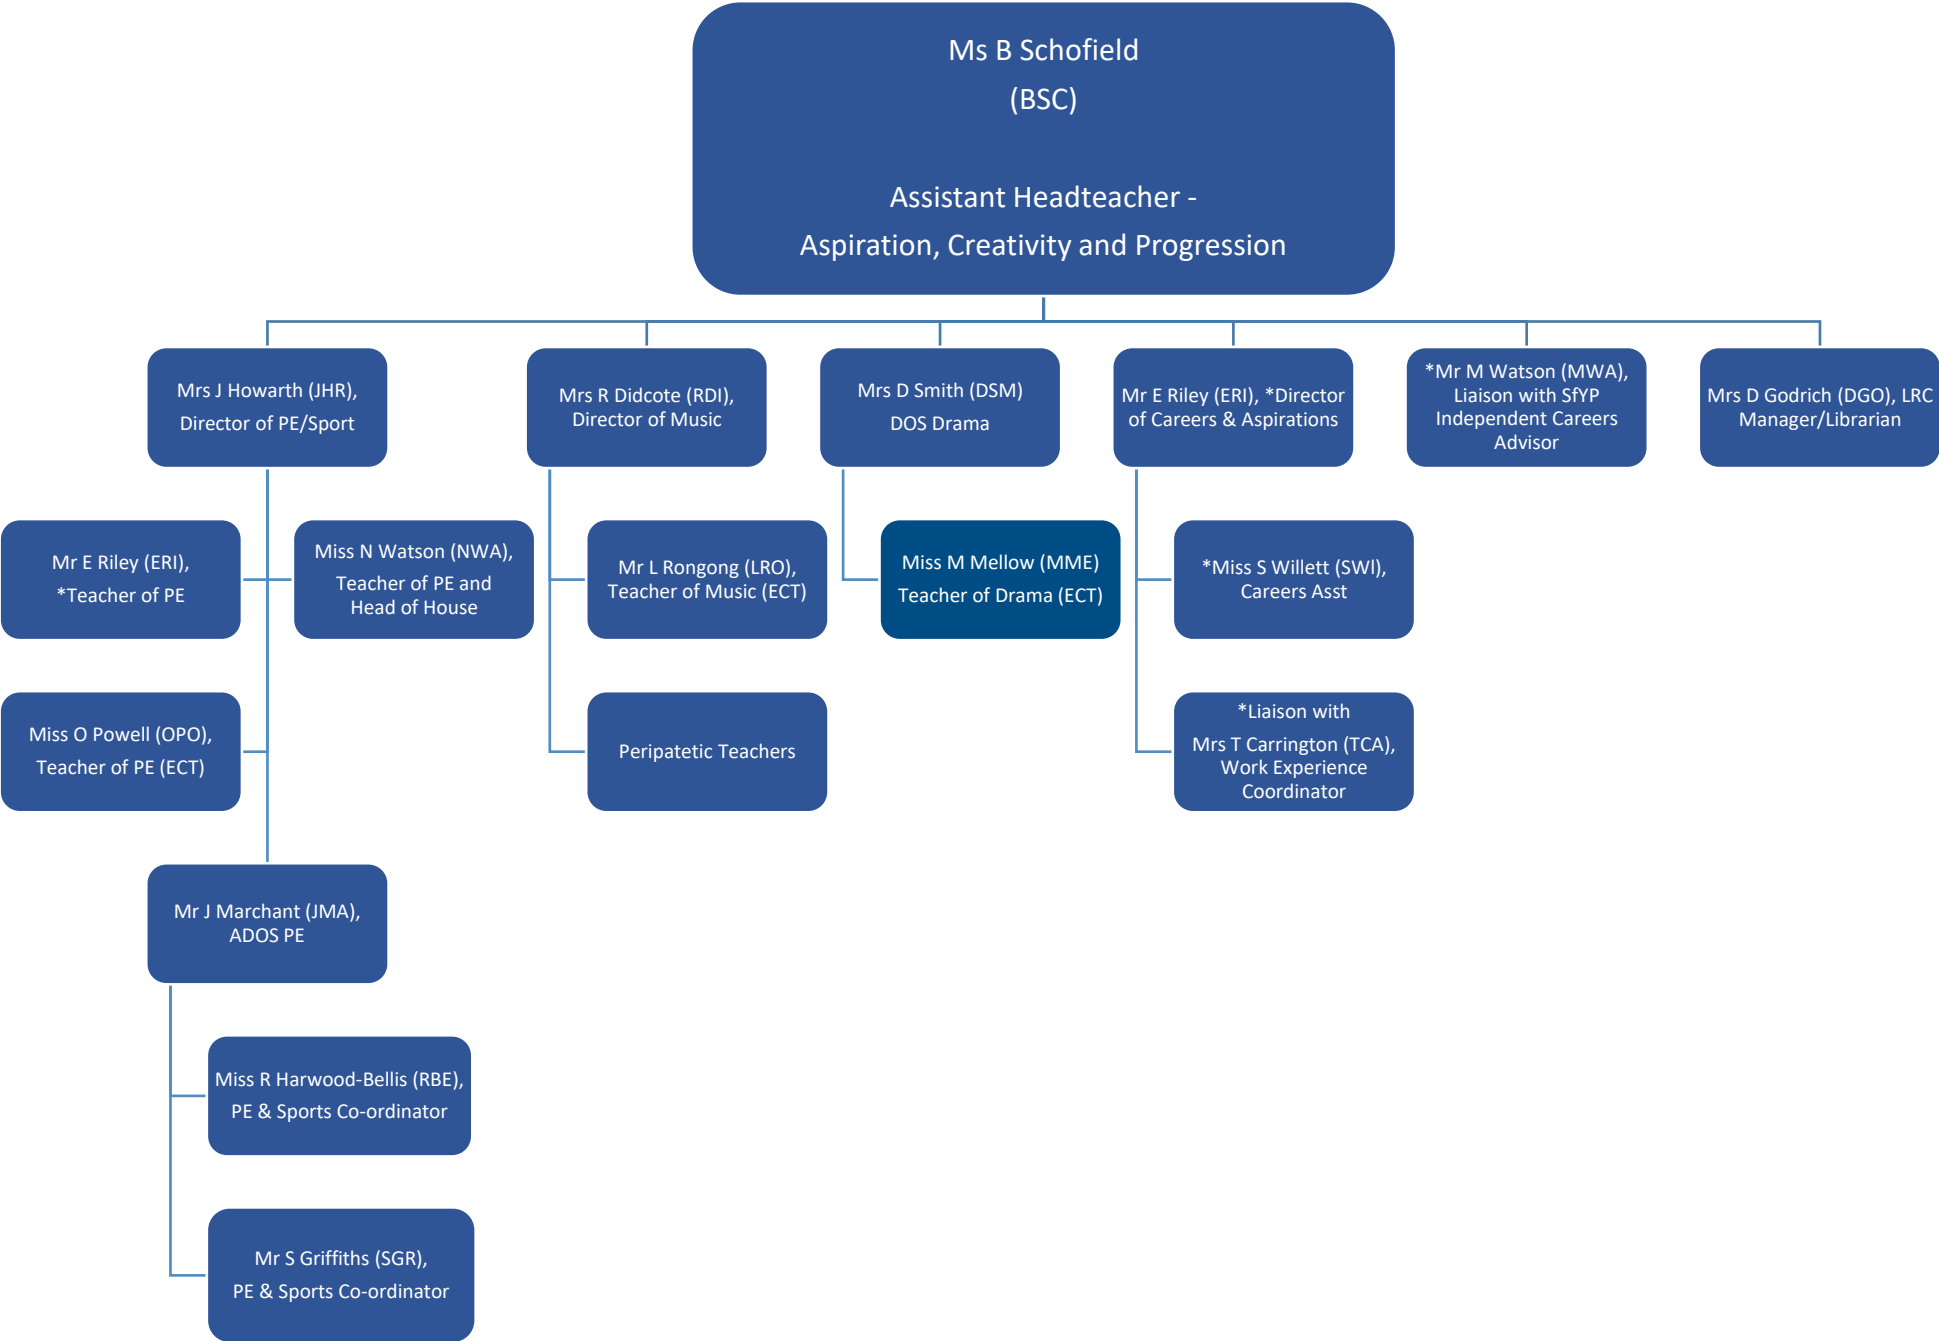 Ms B Schofield
(BSC)
Assistant Headteacher -
Aspiration, Creativity and Progression
Mrs J Howarth (JHR),
Director of PE/Sport
Mrs R Didcote (RDI),
Director of Music
Mrs D Smith (DSM)
DOS Drama
Mr E Riley (ERI), *Director
of Careers & Aspirations
*Mr M Watson (MWA),
Liaison with SfYP
Independent Careers
Advisor
Mrs D Godrich (DGO), LRC
Manager/Librarian
Mr E Riley (ERI),
*Teacher of PE
Miss N Watson (NWA),
Teacher of PE and
Head of House
Mr L Rongong (LRO),
Teacher of Music (ECT)
Miss M Mellow (MME)
Teacher of Drama (ECT)
*Miss S Willett (SWI),
Careers Asst
Miss O Powell (OPO),
Teacher of PE (ECT)
Peripatetic Teachers
*Liaison with
Mrs T Carrington (TCA),
Work Experience
Coordinator
Mr J Marchant (JMA),
ADOS PE
Miss R Harwood-Bellis (RBE),
PE & Sports Co-ordinator
Mr S Griffiths (SGR),
PE & Sports Co-ordinator